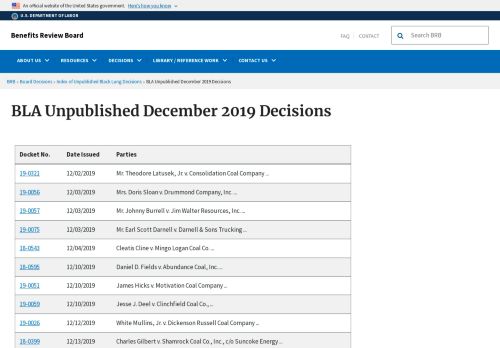 An official website of the United States government. Here's how you know
U.S. DEPARTMENT OF LABOR
Benefits Review Board
FAQ CONTACT
Search BRB
ABOUT US RESOURCES DECISIONS LIBRARY / REFERENCE WORK CONTACT US
BRB » Board Decisions » Index of Unpublished Black Lung Decisions » BLA Unpublished December 2019 Decisions
BLA Unpublished December 2019 Decisions
Docket No. Date Issued Parties
19-0321 12/02/2019 Mr. Theodore Latusek, Jr. v. Consolidation Coal Company ...
19-0056 12/03/2019 Mrs. Doris Sloan v. Drummond Company, Inc. ...
19-0057 12/03/2019 Mr. Johnny Burrell v. Jim Walter Resources, Inc. ...
19-0075 12/03/2019 Mr. Earl Scott Darnell v. Darnell & Sons Trucking ...
18-0543 12/04/2019 Cleatis Cline v. Mingo Logan Coal Co. ...
18-0595 12/10/2019 Daniel D. Fields v. Abundance Coal, Inc. ...
19-0051 12/10/2019 James Hicks v. Motivation Coal Company ...
19-0059 12/10/2019 Jesse J. Deel v. Clinchfield Coal Co., ...
19-0026 12/12/2019 White Mullins, Jr. v. Dickenson Russell Coal Company ...
18-0399 12/13/2019 Charles Gilbert v. Shamrock Coal Co., Inc., c/o Suncoke Energy ...